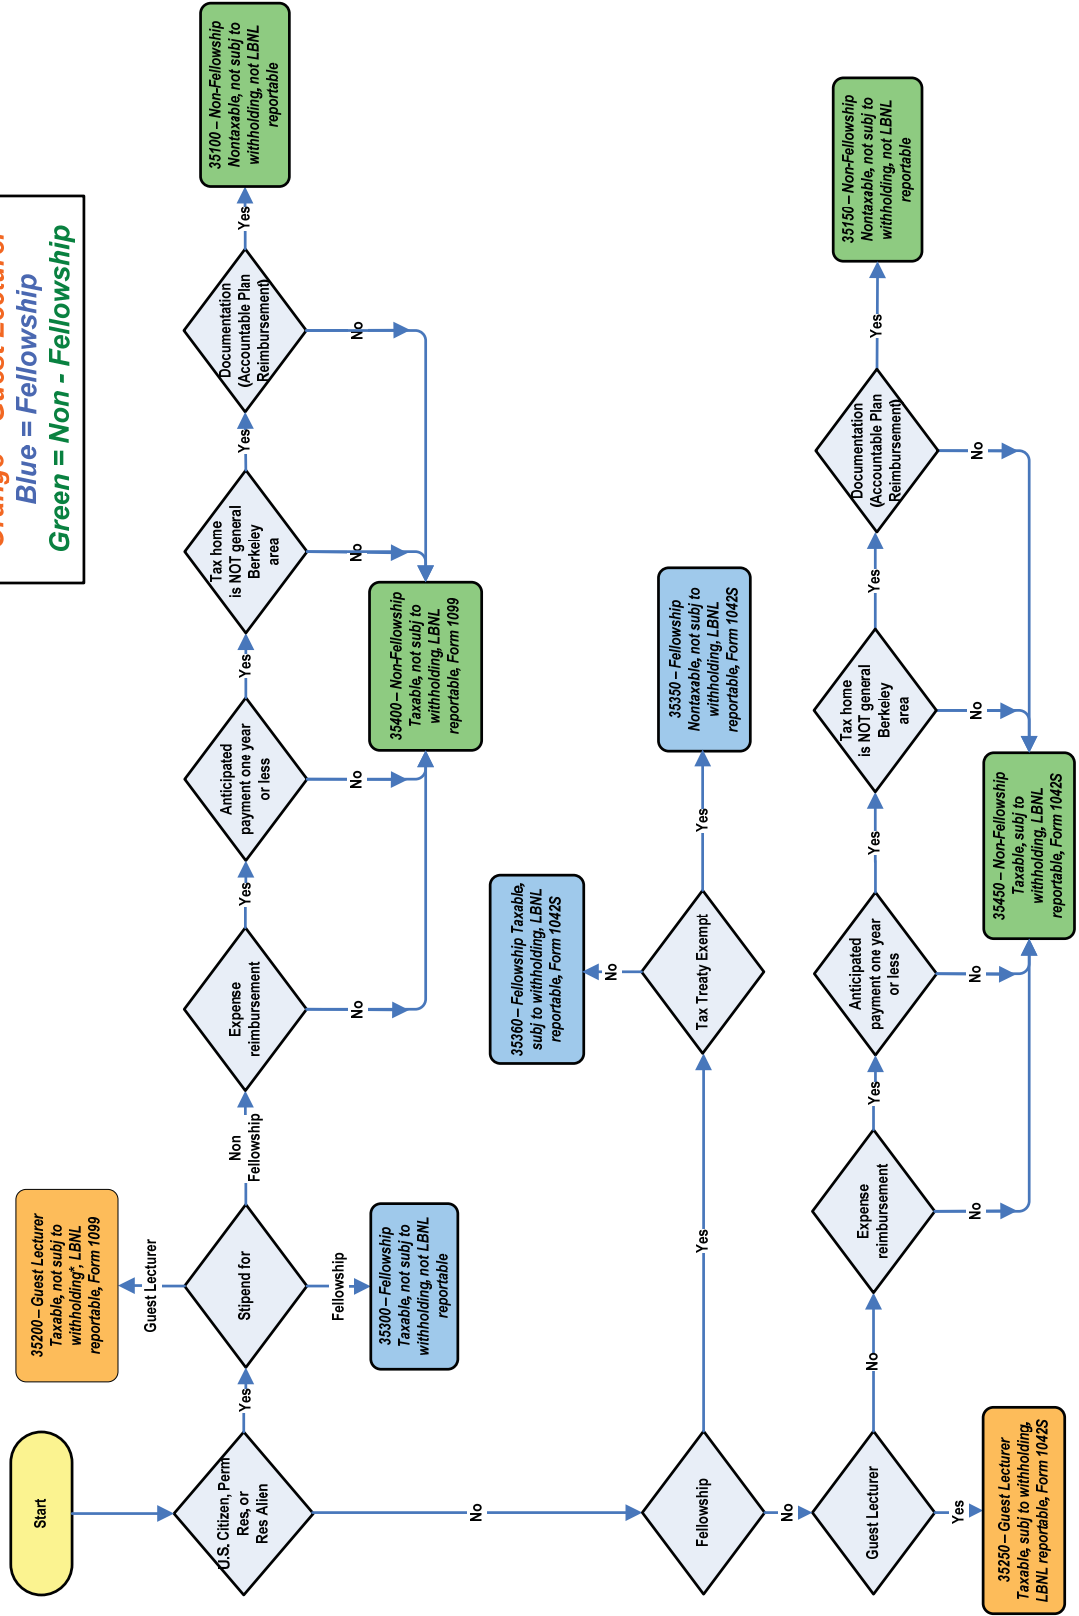 Start
35200 – Guest Lecturer
Taxable, not subj to
withholding*, LBNL
reportable, Form 1099
Blue = Fellowship
Green = Non - Fellowship
Guest Lecturer
U.S. Citizen, Perm
Res, or
Res Alien
Yes
Stipend for
Non
Fellowship
Expense
reimbursement
Yes
Anticipated
payment one year
or less
Yes
Tax home
is NOT general
Berkeley
area
Yes
Documentation
(Accountable Plan
Reimbursement)
Yes
35100 – Non-Fellowship
Nontaxable, not subj to
withholding, not LBNL
reportable
Fellowship
No
No
No
No
35300 – Fellowship
Taxable, not subj to
withholding, not LBNL
reportable
35400 – Non-Fellowship
Taxable, not subj to
withholding, LBNL
reportable, Form 1099
No
35360 – Fellowship Taxable,
subj to withholding, LBNL
reportable, Form 1042S
No
Fellowship
Yes
Tax Treaty Exempt
Yes
35350 – Fellowship
Nontaxable, not subj to
withholding, LBNL
reportable, Form 1042S
No
Guest Lecturer
No
Expense
reimbursement
Yes
Anticipated
payment one year
or less
Yes
Tax home
is NOT general
Berkeley
area
Yes
Documentation
(Accountable Plan
Reimbursement)
Yes
35150 – Non-Fellowship
Nontaxable, not subj to
withholding, not LBNL
reportable
Yes
No
No
No
No
35250 – Guest Lecturer
Taxable, subj to withholding,
LBNL reportable, Form 1042S
35450 – Non-Fellowship
Taxable, subj to
withholding, LBNL
reportable, Form 1042S